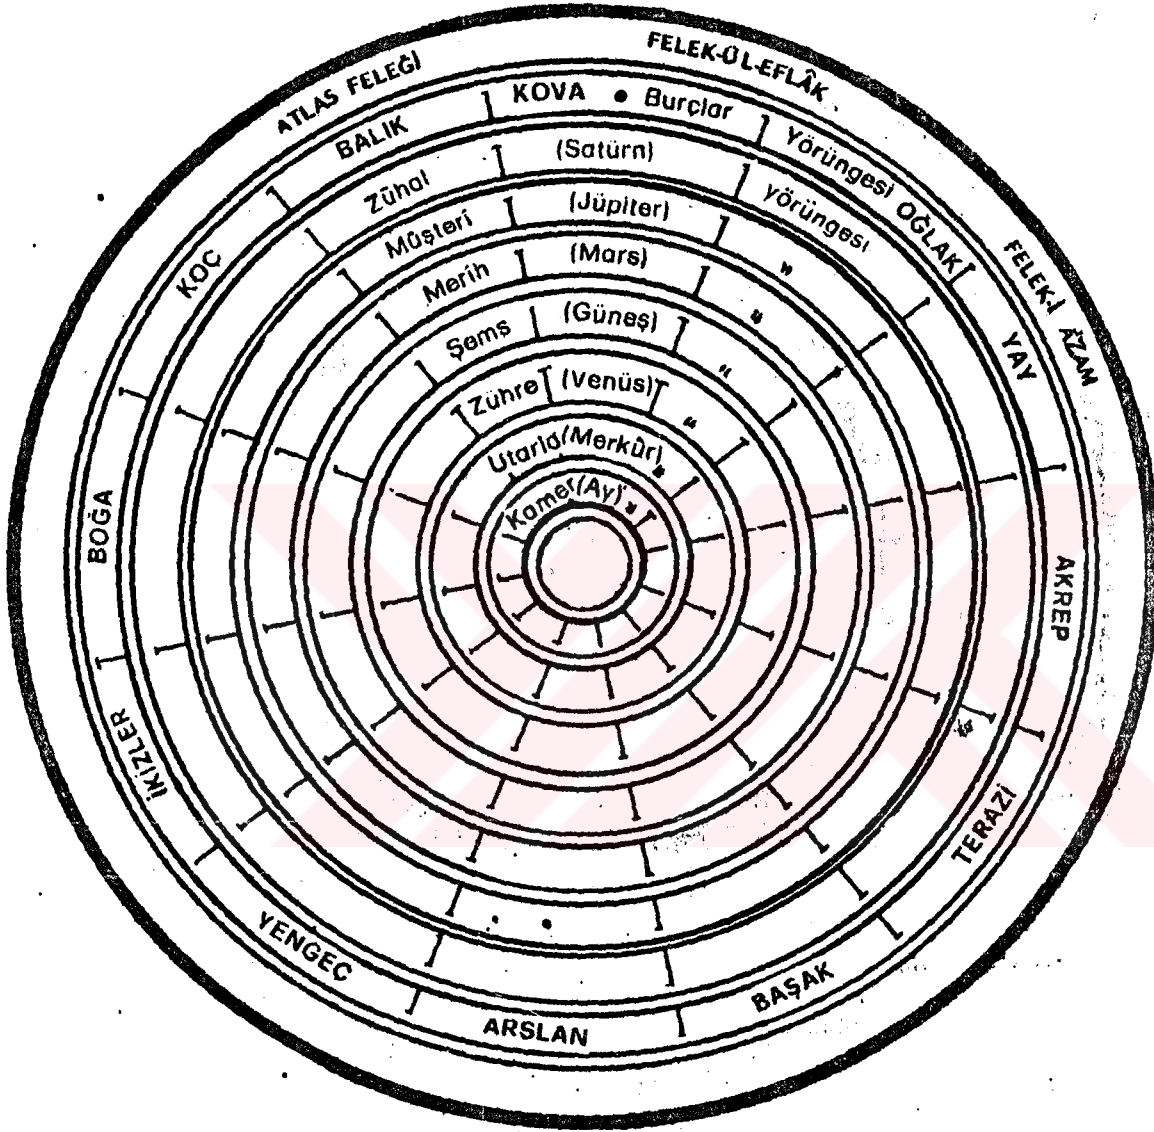 ATLAS FELEĞİ FELEK-ÜL-EFLÂK FELEK-İ ÂZAM
KOVA • Burçlar Yörüngesi OĞLAK
YAY
AKREP
TERAZİ
BAŞAK
ARSLAN
YENGEÇ
İKİZLER
BOĞA
KOÇ
BALIK
Zühal (Satürn) yörüngesi
Müşteri (Jüpiter) "
Merih (Mars) "
Şems (Güneş) "
Zühre (Venüs) "
Utarid (Merkür) "
Kamer (Ay) "